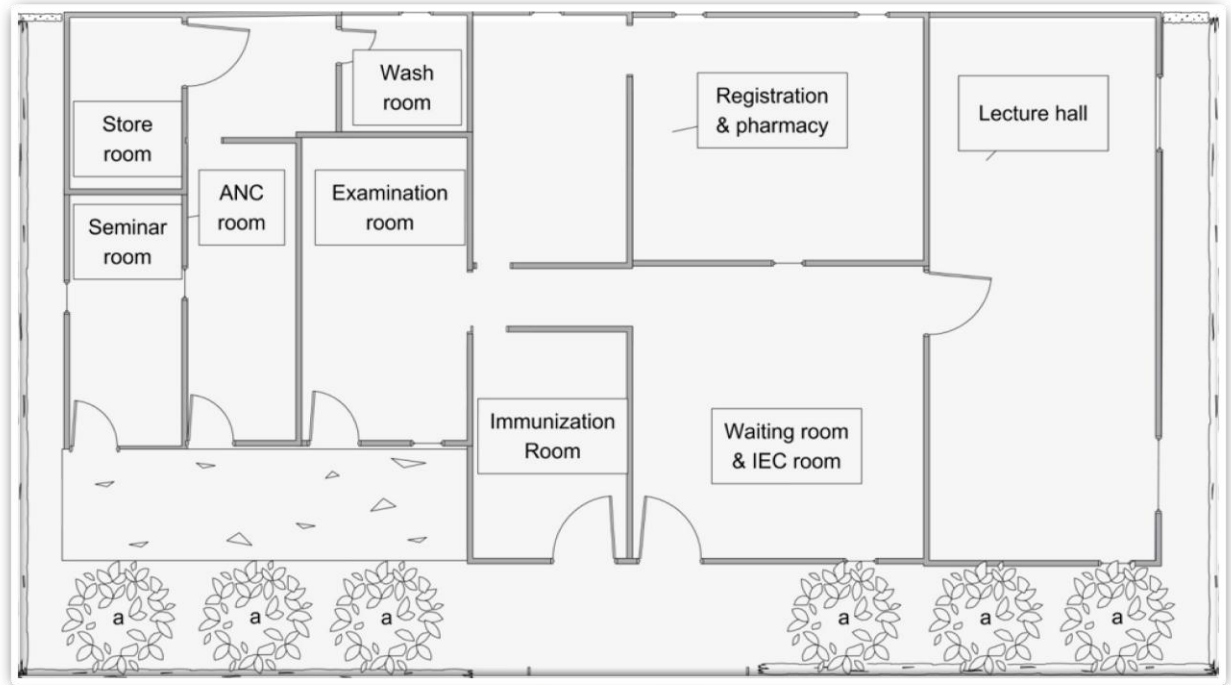 Wash
room
Registration
& pharmacy
Lecture hall
Store
room
ANC
room
Examination
room
Seminar
room
Immunization
Room
Waiting room
& IEC room
a
a
a
a
a
a